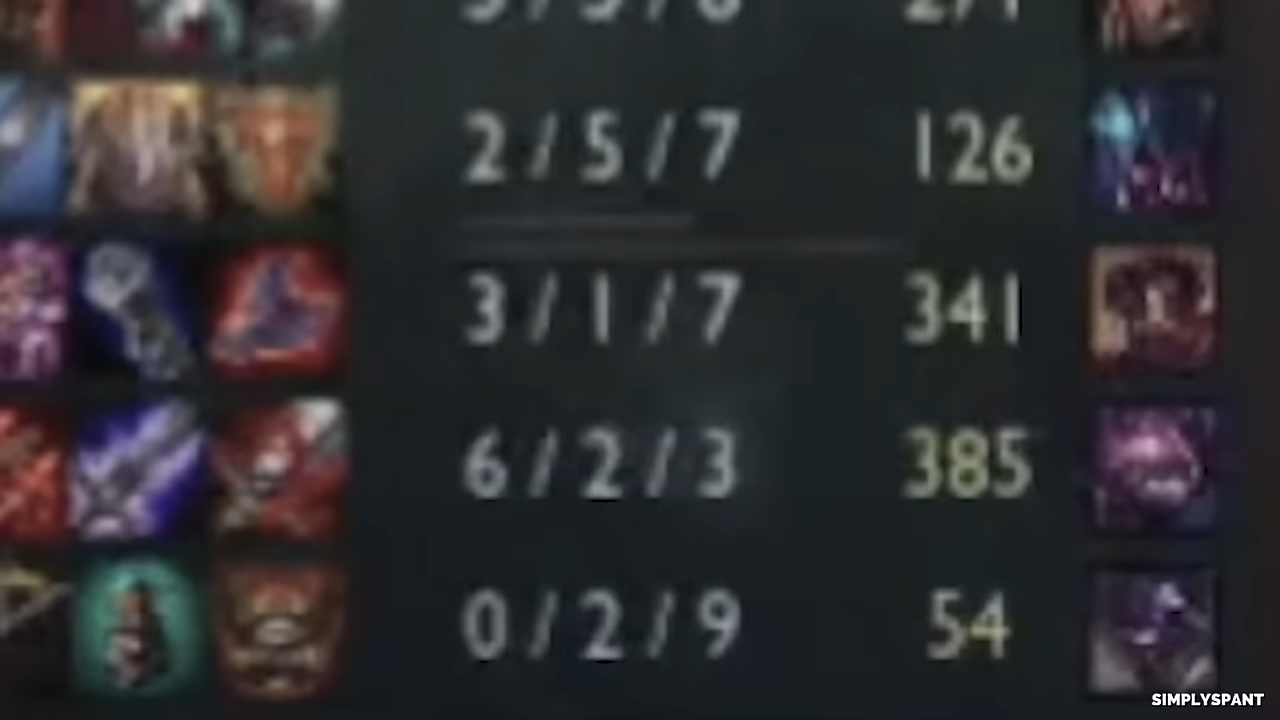 2 / 5 / 7 126
3 / 1 / 7 341
6 / 2 / 3 385
0 / 2 / 9 54
SIMPLYSPANT